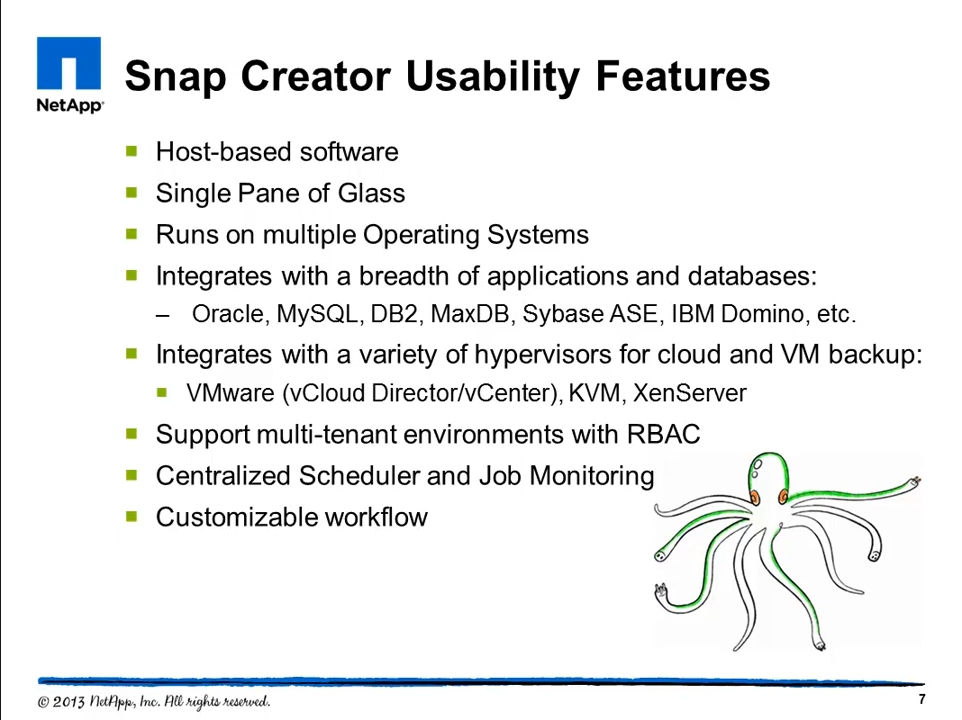 NetApp
Snap Creator Usability Features
Host-based software
Single Pane of Glass
Runs on multiple Operating Systems
Integrates with a breadth of applications and databases:
– Oracle, MySQL, DB2, MaxDB, Sybase ASE, IBM Domino, etc.
Integrates with a variety of hypervisors for cloud and VM backup:
VMware (vCloud Director/vCenter), KVM, XenServer
Support multi-tenant environments with RBAC
Centralized Scheduler and Job Monitoring
Customizable workflow
© 2013 NetApp, Inc. All rights reserved.
7